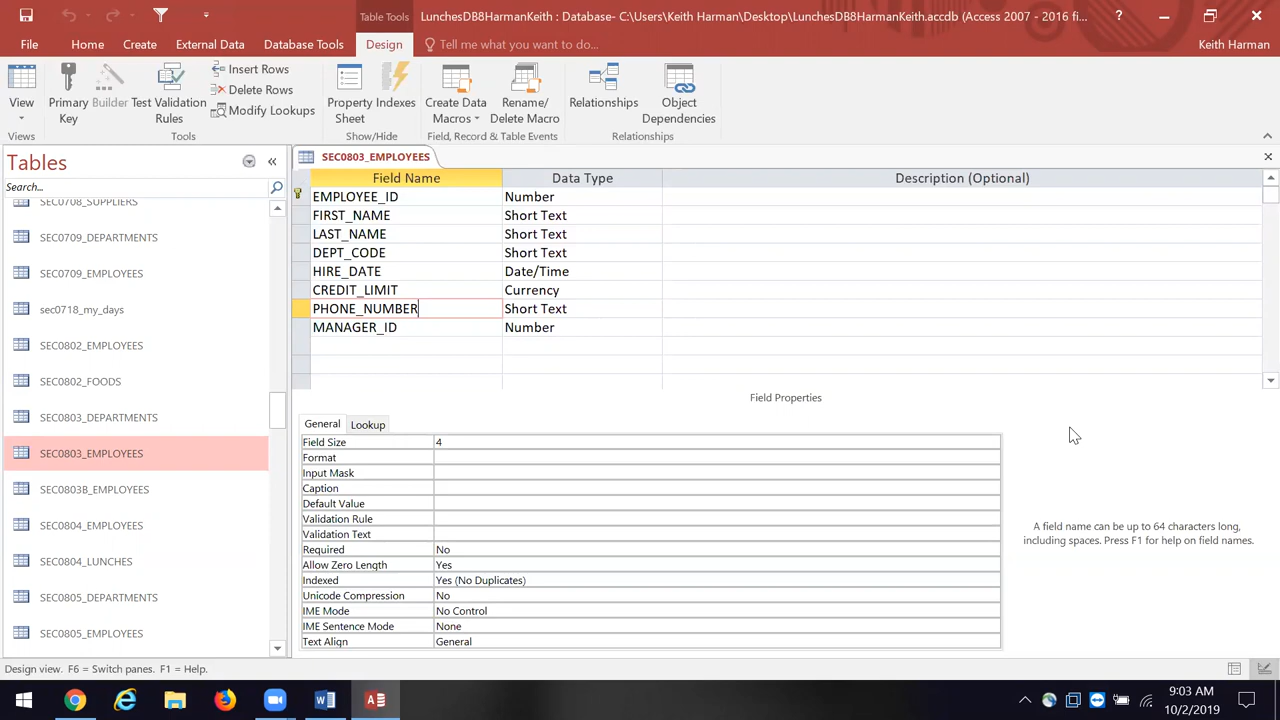 Table Tools
LunchesDB8HarmanKeith : Database- C:\Users\Keith Harman\Desktop\LunchesDB8HarmanKeith.accdb (Access 2007 - 2016 fi...
?
File Home Create External Data Database Tools Design Tell me what you want to do... Keith Harman
View
Primary Key
Builder
Test Validation Rules
Insert Rows
Delete Rows
Modify Lookups
Property Sheet
Indexes
Create Data Macros
Rename/ Delete Macro
Relationships
Object Dependencies
Views Tools Show/Hide Field, Record & Table Events Relationships
Tables
Search...
SEC0708_SUPPLIERS
SEC0709_DEPARTMENTS
SEC0709_EMPLOYEES
sec0718_my_days
SEC0802_EMPLOYEES
SEC0802_FOODS
SEC0803_DEPARTMENTS
SEC0803_EMPLOYEES
SEC0803B_EMPLOYEES
SEC0804_EMPLOYEES
SEC0804_LUNCHES
SEC0805_DEPARTMENTS
SEC0805_EMPLOYEES
SEC0803_EMPLOYEES
Field Name Data Type Description (Optional)
EMPLOYEE_ID Number
FIRST_NAME Short Text
LAST_NAME Short Text
DEPT_CODE Short Text
HIRE_DATE Date/Time
CREDIT_LIMIT Currency
PHONE_NUMBER Short Text
MANAGER_ID Number
Field Properties
General Lookup
Field Size 4
Format
Input Mask
Caption
Default Value
Validation Rule
Validation Text
Required No
Allow Zero Length Yes
Indexed Yes (No Duplicates)
Unicode Compression No
IME Mode No Control
IME Sentence Mode None
Text Align General
A field name can be up to 64 characters long,
including spaces. Press F1 for help on field names.
Design view. F6 = Switch panes. F1 = Help.
9:03 AM
10/2/2019